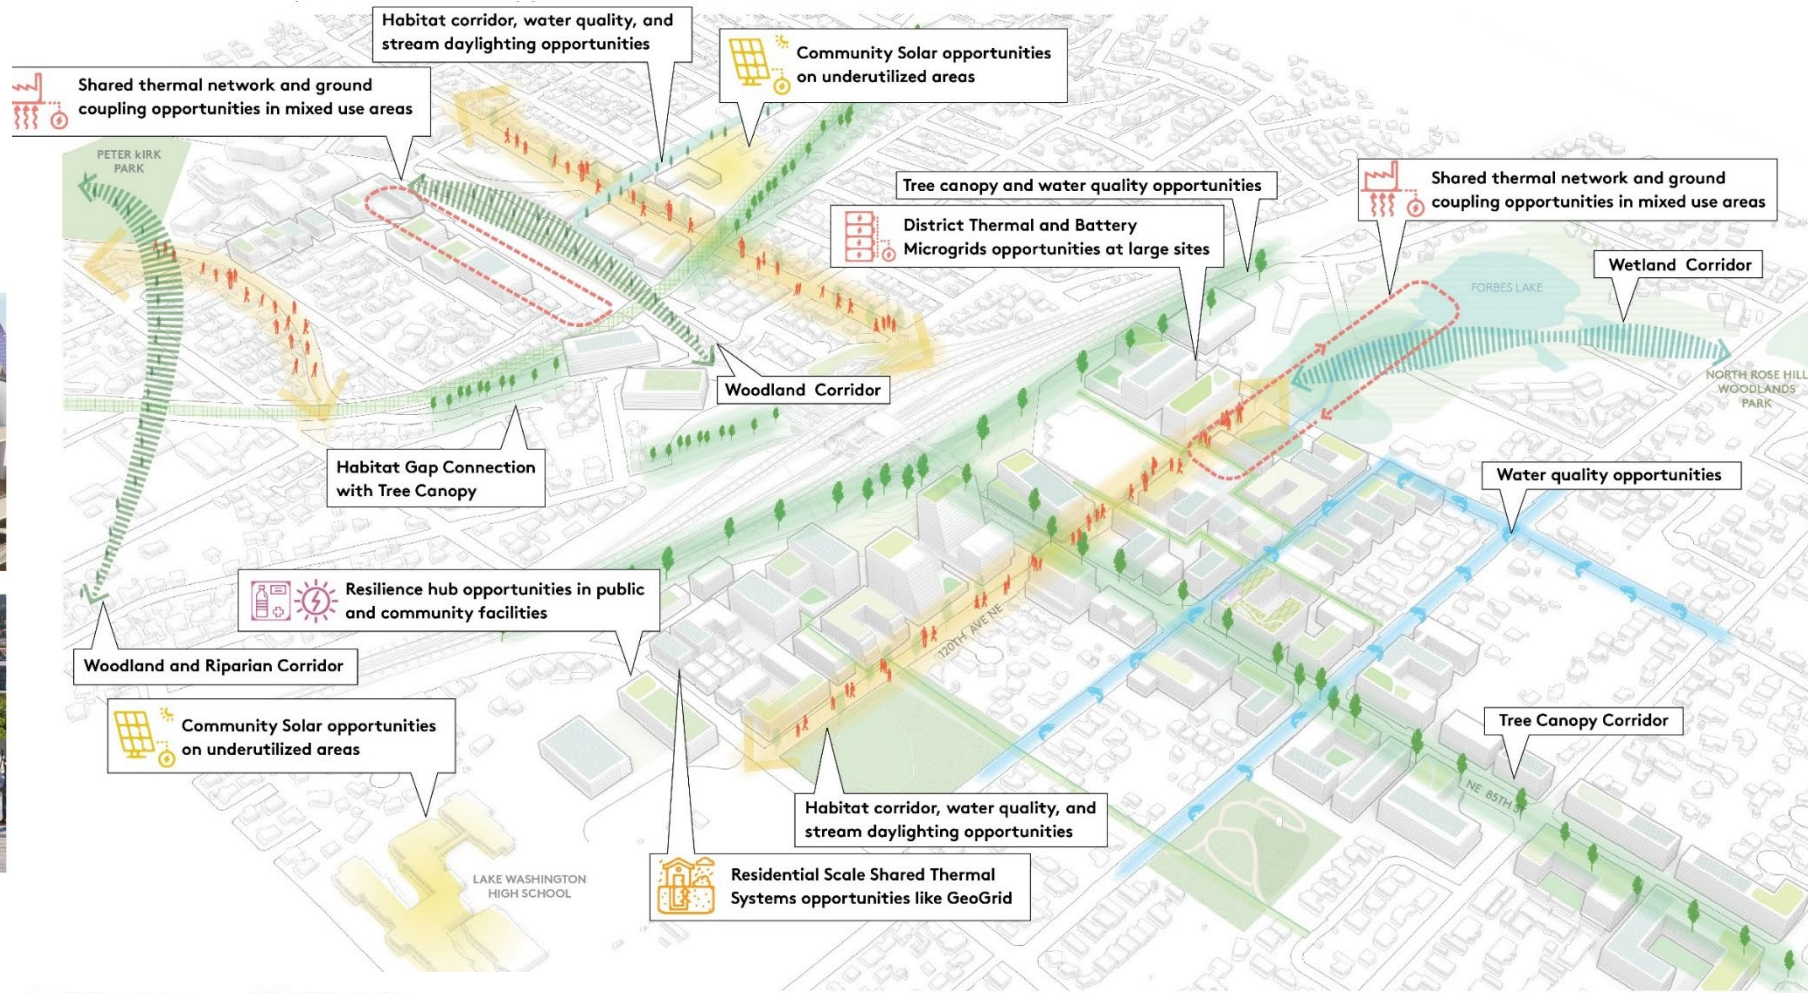 Habitat corridor, water quality, and
stream daylighting opportunities
Community Solar opportunities
on underutilized areas
Shared thermal network and ground
coupling opportunities in mixed use areas
PETER kIRK
PARK
Tree canopy and water quality opportunities
Shared thermal network and ground
coupling opportunities in mixed use areas
District Thermal and Battery
Microgrids opportunities at large sites
Wetland Corridor
FORBES LAKE
Woodland Corridor
NORTH ROSE HILL
WOODLANDS
PARK
Habitat Gap Connection
with Tree Canopy
Water quality opportunities
Resilience hub opportunities in public
and community facilities
120TH AVE NE
Woodland and Riparian Corridor
Community Solar opportunities
on underutilized areas
Tree Canopy Corridor
NE 85TH
Habitat corridor, water quality, and
stream daylighting opportunities
LAKE WASHINGTON
HIGH SCHOOL
Residential Scale Shared Thermal
Systems opportunities like GeoGrid